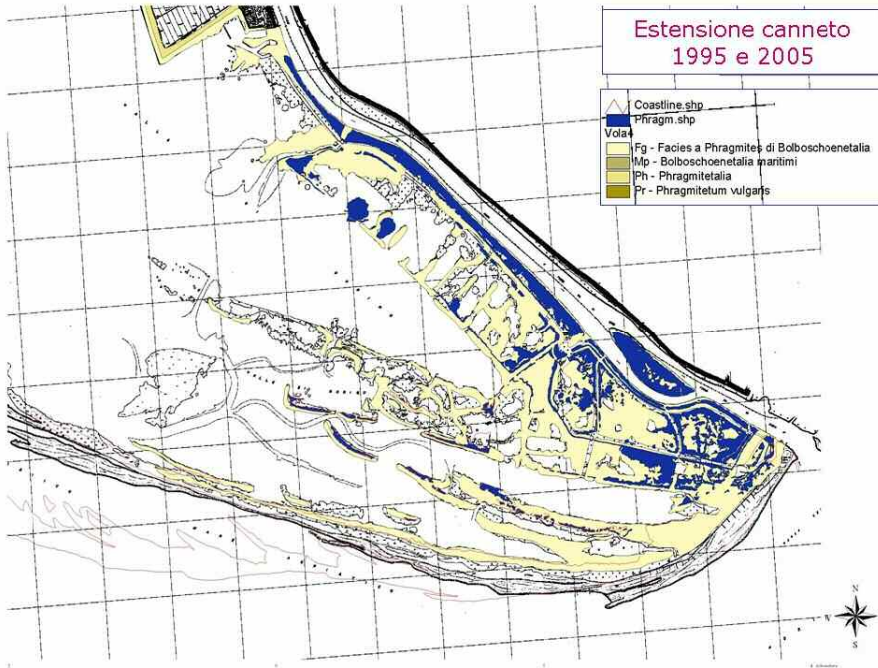 Estensione canneto
1995 e 2005
Coastline.shp
Phragm.shp
Vola4
Fg - Facies a Phragmites di Bolboschoenetalia
Mp - Bolboschoenetalia maritimi
Ph - Phragmitetalia
Pr - Phragmitetum vulgaris
N
S